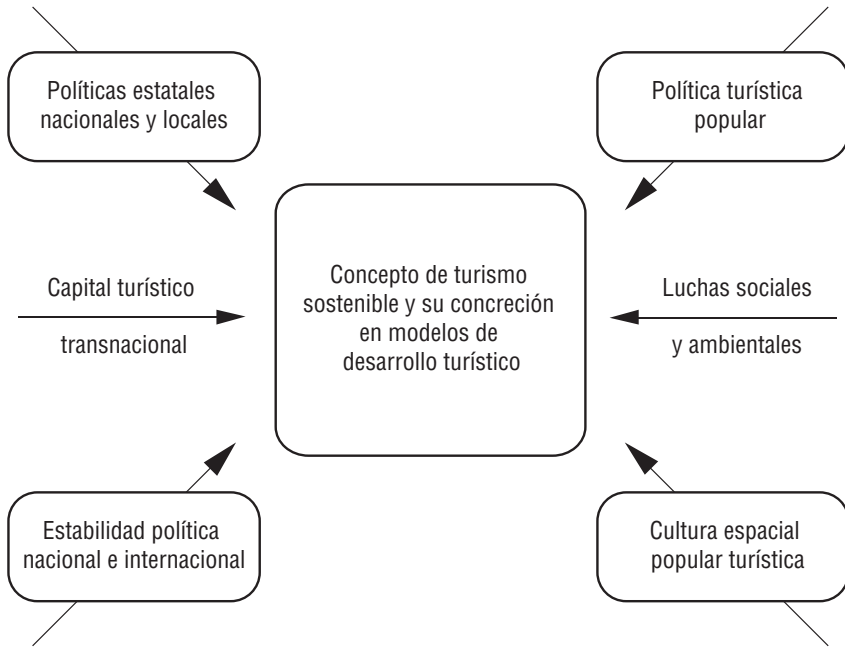 Políticas estatales
nacionales y locales
Política turística
popular
Capital turístico
transnacional
Concepto de turismo
sostenible y su concreción
en modelos de
desarrollo turístico
Luchas sociales
y ambientales
Estabilidad política
nacional e internacional
Cultura espacial
popular turística